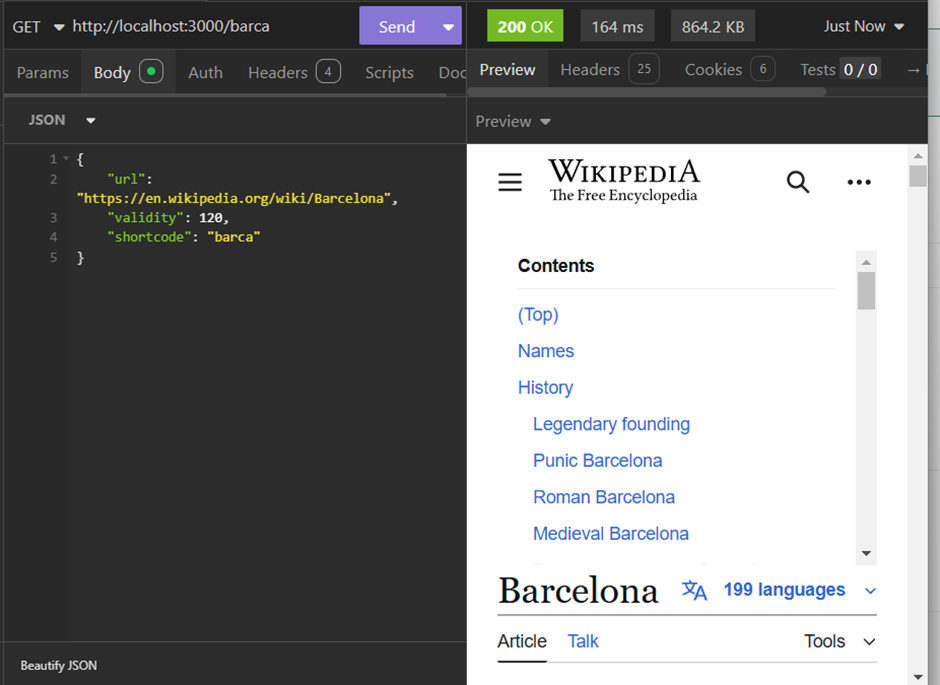 GET http://localhost:3000/barca Send
200 OK 164 ms 864.2 KB Just Now
Params Body Auth Headers 4 Scripts
Preview Headers 25 Cookies 6 Tests 0 / 0 →
JSON
Preview
1 {
2 "url":
"https://en.wikipedia.org/wiki/Barcelona",
3 "validity": 120,
4 "shortcode": "barca"
5 }
Beautify JSON
WIKIPEDIA
The Free Encyclopedia
Contents
(Top)
Names
History
Legendary founding
Punic Barcelona
Roman Barcelona
Medieval Barcelona
Barcelona 199 languages
Article Talk Tools